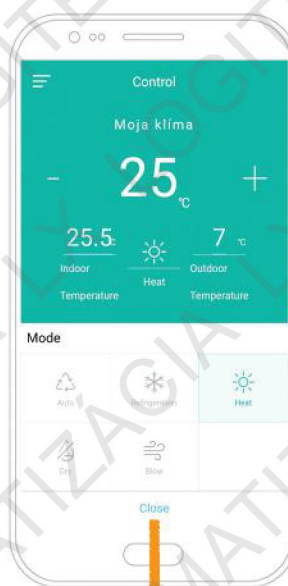 Control
Moja klíma
- 25 °C +
25.5 °C
7 °C
Indoor
Temperature
Heat
Outdoor
Temperature
Mode
Auto
Refrigeration
Heat
Dry
Blow
Close